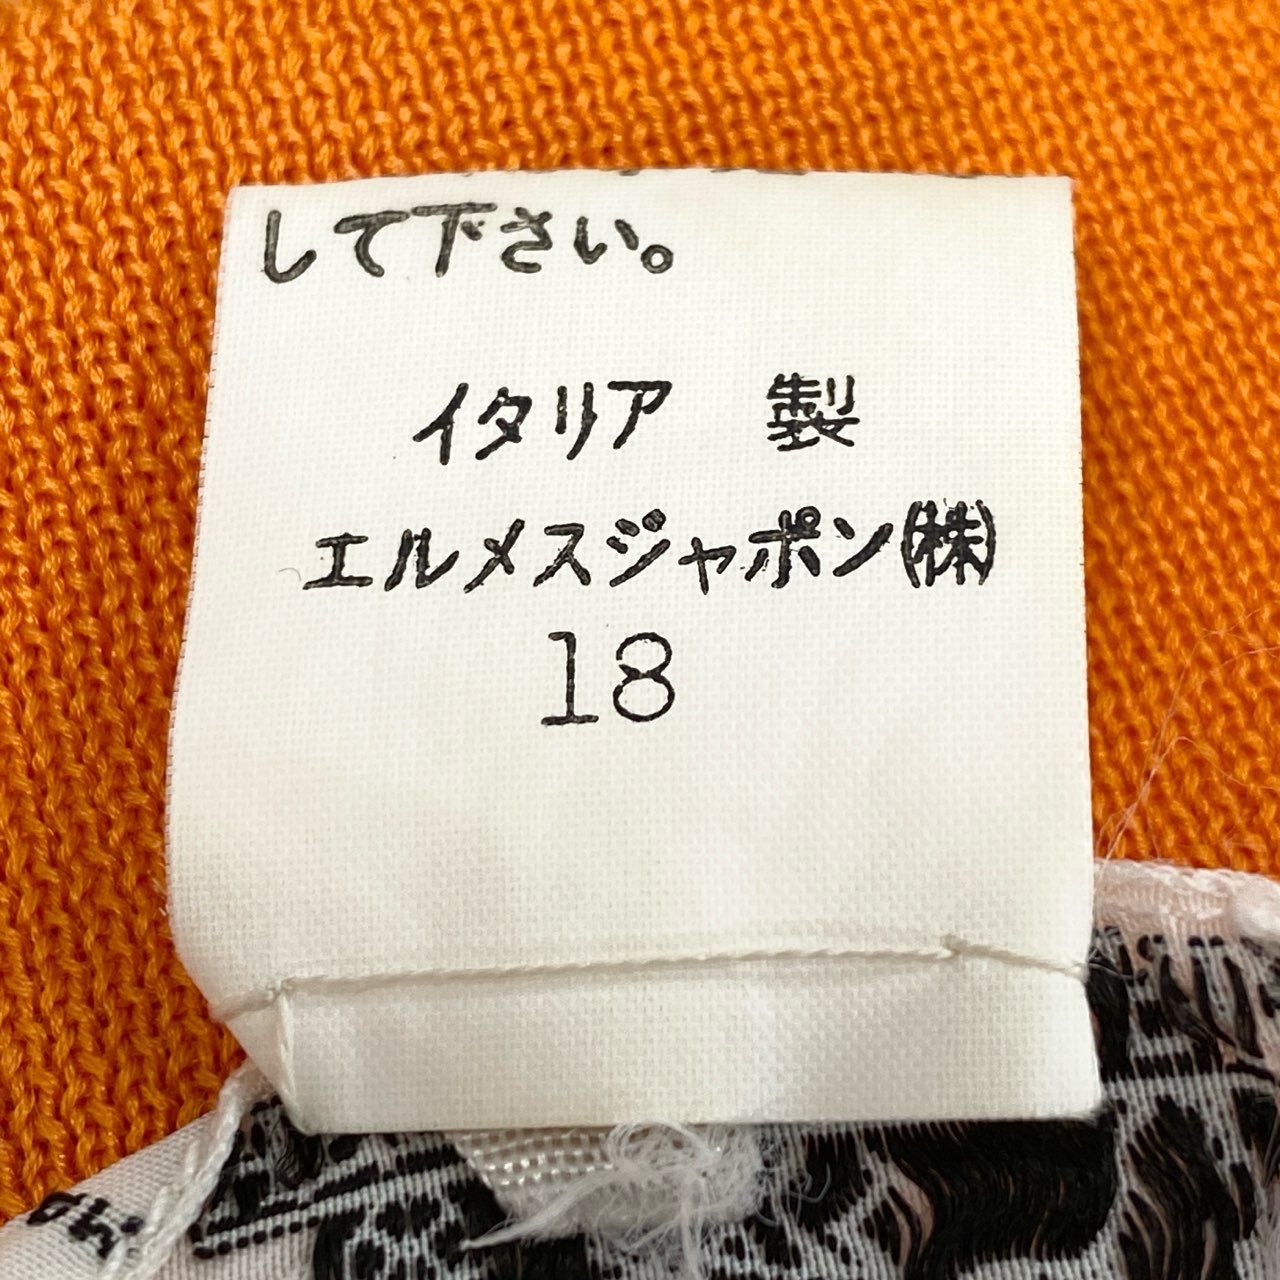 して下さい。
イタリア 製
エルメスジャポン㈱
18